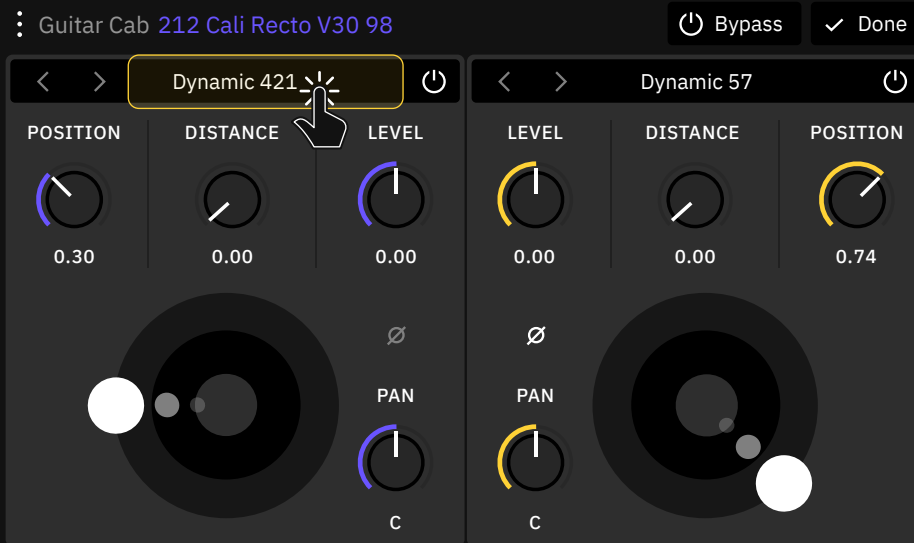 Guitar Cab 212 Cali Recto V30 98 Bypass Done
Dynamic 421 Dynamic 57
POSITION DISTANCE LEVEL LEVEL DISTANCE POSITION
0.30 0.00 0.00 0.00 0.00 0.74
Ø Ø
PAN PAN
C C